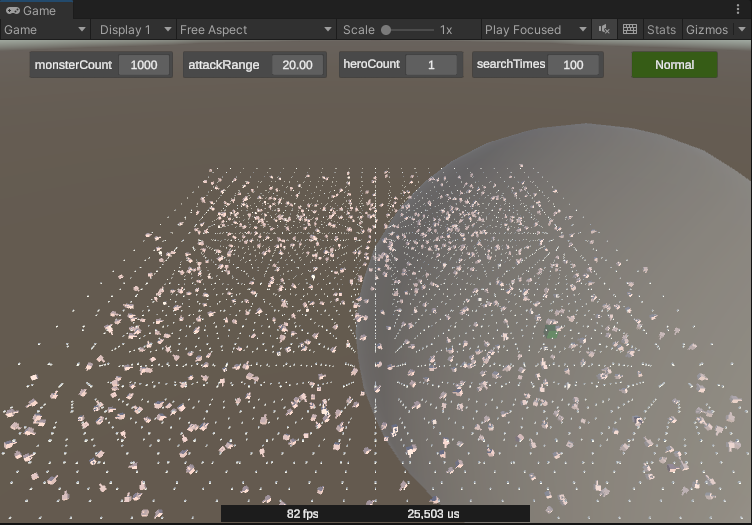 Game
Game Display 1 Free Aspect Scale 1x Play Focused Stats Gizmos
monsterCount 1000 attackRange 20.00 heroCount 1 searchTimes 100 Normal
82 fps 25,503 us